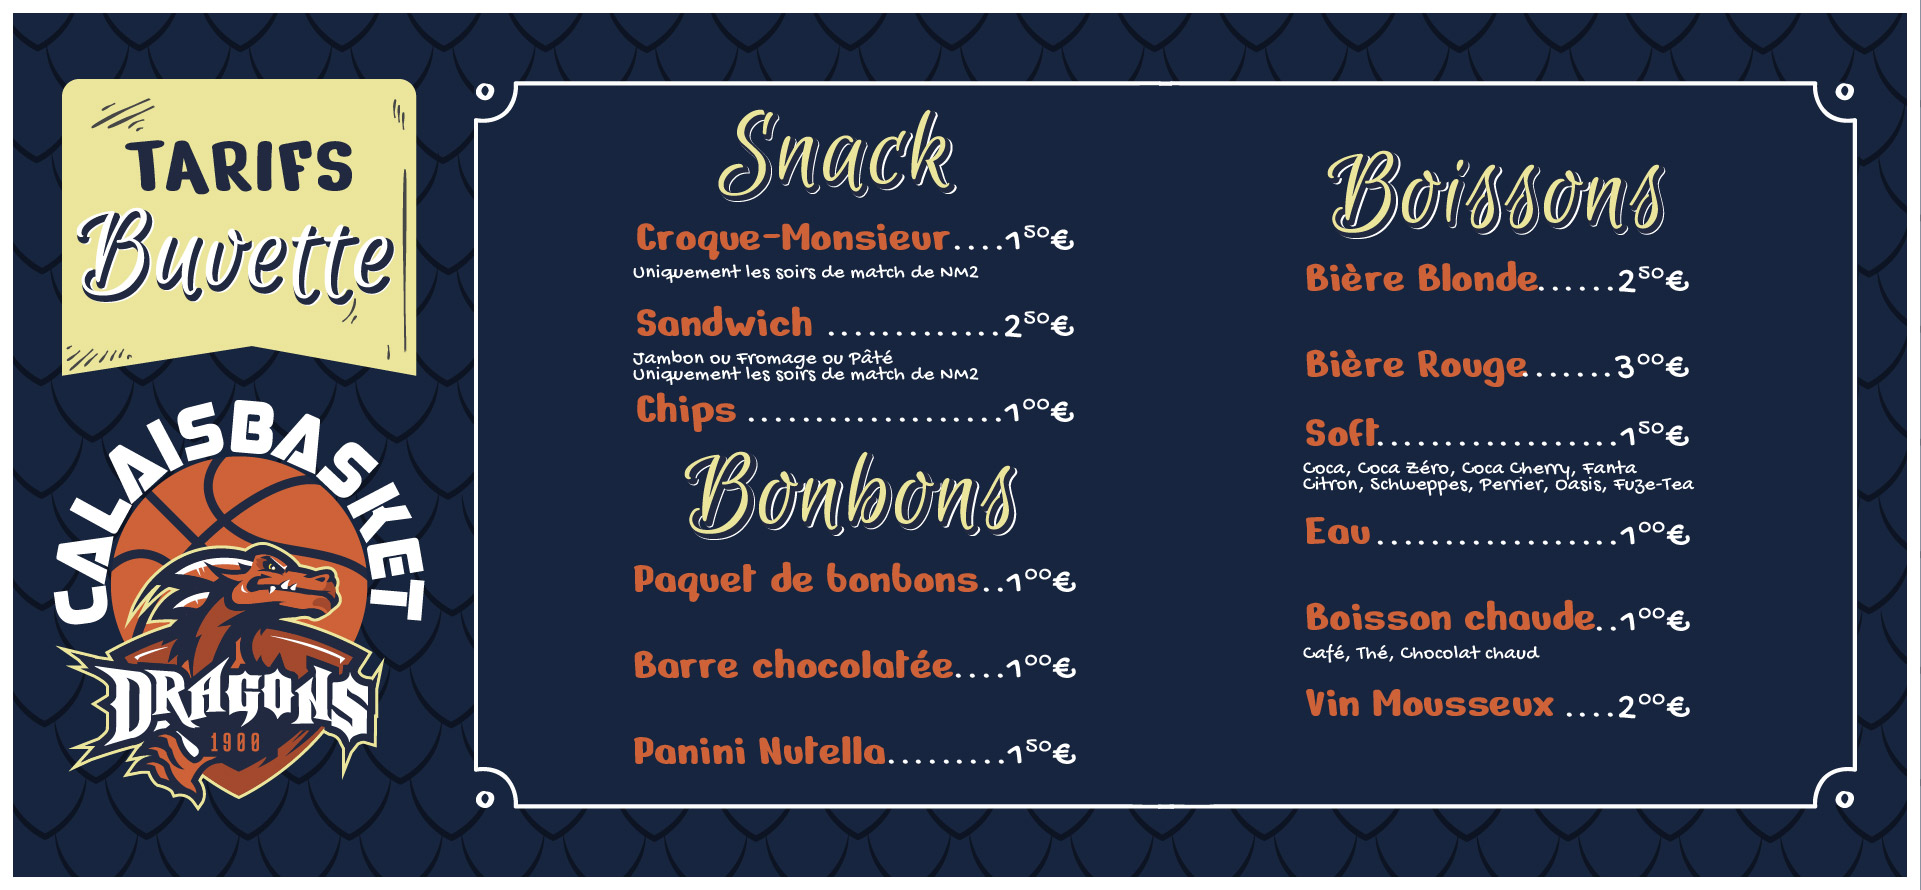 TARIFS
Buvette
CALAISBASKET
DRAGONS
1900
Snack
Croque-Monsieur....1⁵⁰€
Uniquement les soirs de match de NM2
Sandwich .............2⁵⁰€
Jambon ou Fromage ou Pâté
Uniquement les soirs de match de NM2
Chips ...................1⁰⁰€
Bonbons
Paquet de bonbons..1⁰⁰€
Barre chocolatée....1⁰⁰€
Panini Nutella.........1⁵⁰€
Boissons
Bière Blonde......2⁵⁰€
Bière Rouge.......3⁰⁰€
Soft..................1⁵⁰€
Coca, Coca Zéro, Coca Cherry, Fanta
Citron, Schweppes, Perrier, Oasis, Fuze-Tea
Eau..................1⁰⁰€
Boisson chaude..1⁰⁰€
Café, Thé, Chocolat chaud
Vin Mousseux ....2⁰⁰€